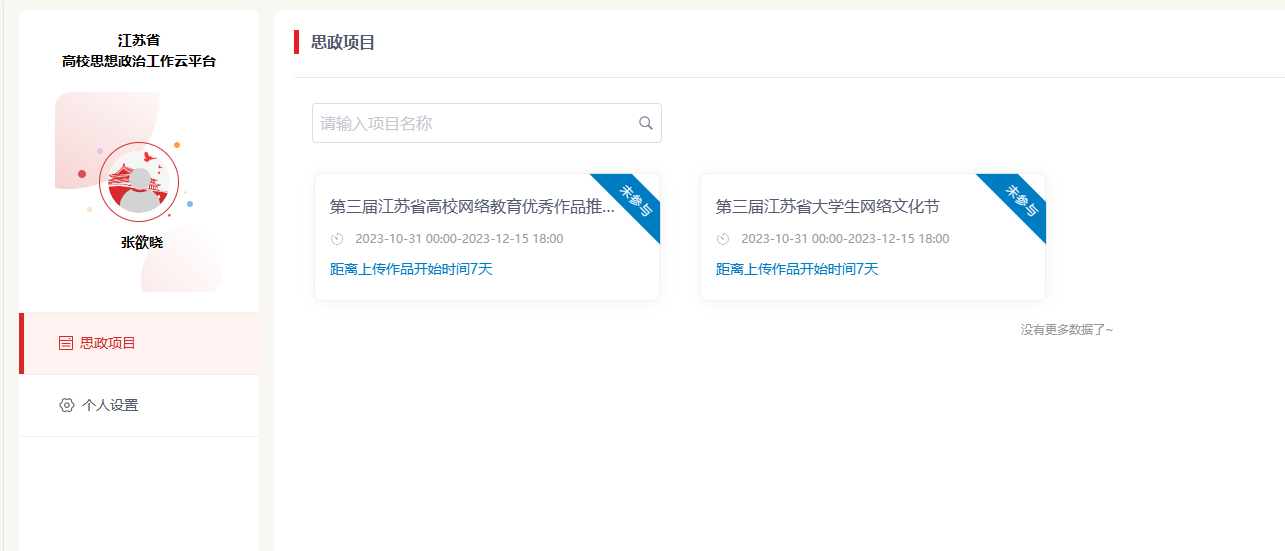 江苏省
高校思想政治工作云平台
张欲晓
思政项目
个人设置
思政项目
请输入项目名称
第三届江苏省高校网络教育优秀作品推...
未参与
2023-10-31 00:00-2023-12-15 18:00
距离上传作品开始时间7天
第三届江苏省大学生网络文化节
未参与
2023-10-31 00:00-2023-12-15 18:00
距离上传作品开始时间7天
没有更多数据了~